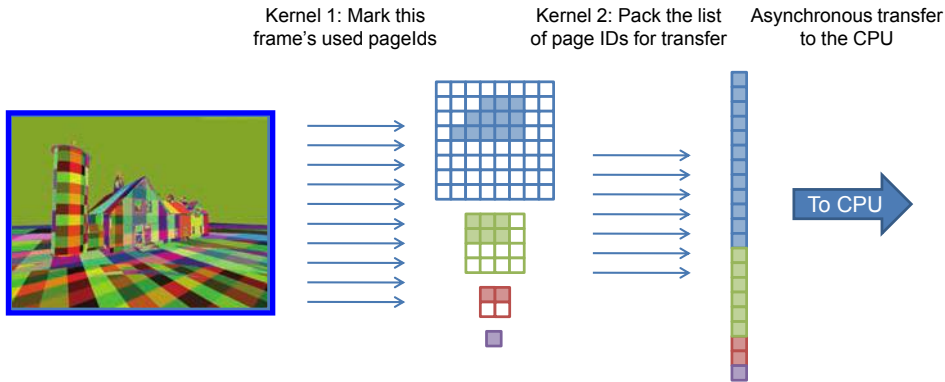 Kernel 1: Mark this
frame's used pageIds
Kernel 2: Pack the list
of page IDs for transfer
Asynchronous transfer
to the CPU
To CPU